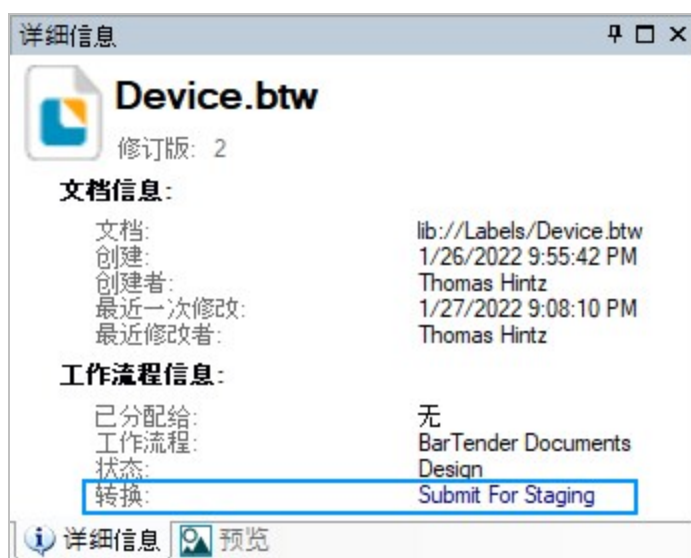 详细信息
Device.btw
修订版: 2
文档信息:
文档: lib://Labels/Device.btw
创建: 1/26/2022 9:55:42 PM
创建者: Thomas Hintz
最近一次修改: 1/27/2022 9:08:10 PM
最近修改者: Thomas Hintz
工作流程信息:
已分配给: 无
工作流程: BarTender Documents
状态: Design
转换: Submit For Staging
详细信息 预览